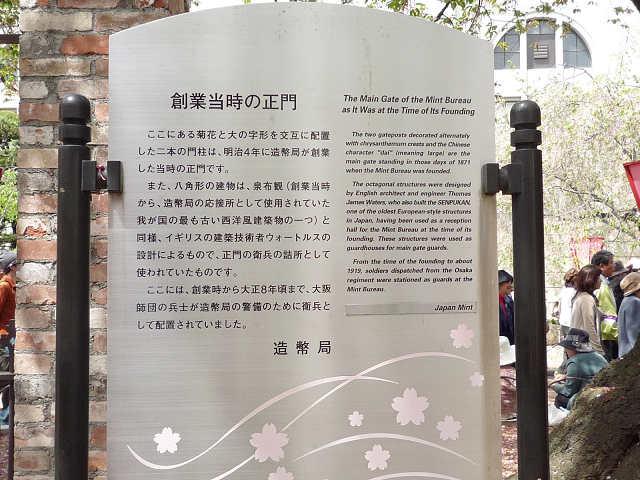 創業当時の正門
ここにある菊花と大の字形を交互に配置
した二本の門柱は、明治4年に造幣局が創業
した当時の正門です。
また、八角形の建物は、泉布観(創業当時
から、造幣局の応接所として使用されていた
我が国の最も古い西洋風建築物の一つ)と
同様、イギリスの建築技術者ウォートルスの
設計によるもので、正門の衛兵の詰所として
使われていたものです。
ここには、創業時から大正8年頃まで、大阪
師団の兵士が造幣局の警備のために衛兵と
して配置されていました。
造幣局
The Main Gate of the Mint Bureau
as It Was at the Time of Its Founding
The two gateposts decorated alternately
with chrysanthemum crests and the Chinese
character "dai" (meaning large) are the
main gate standing in those days of 1871
when the Mint Bureau was founded.
The octagonal structures were designed
by English architect and engineer Thomas
James Waters, who also built the SENPUKAN,
one of the oldest European-style structures
in Japan, having been used as a reception
hall for the Mint Bureau at the time of its
founding. These structures were used as
guardhouses for main gate guards.
From the time of the founding to about
1919, soldiers dispatched from the Osaka
regiment were stationed as guards at the
Mint Bureau.
Japan Mint